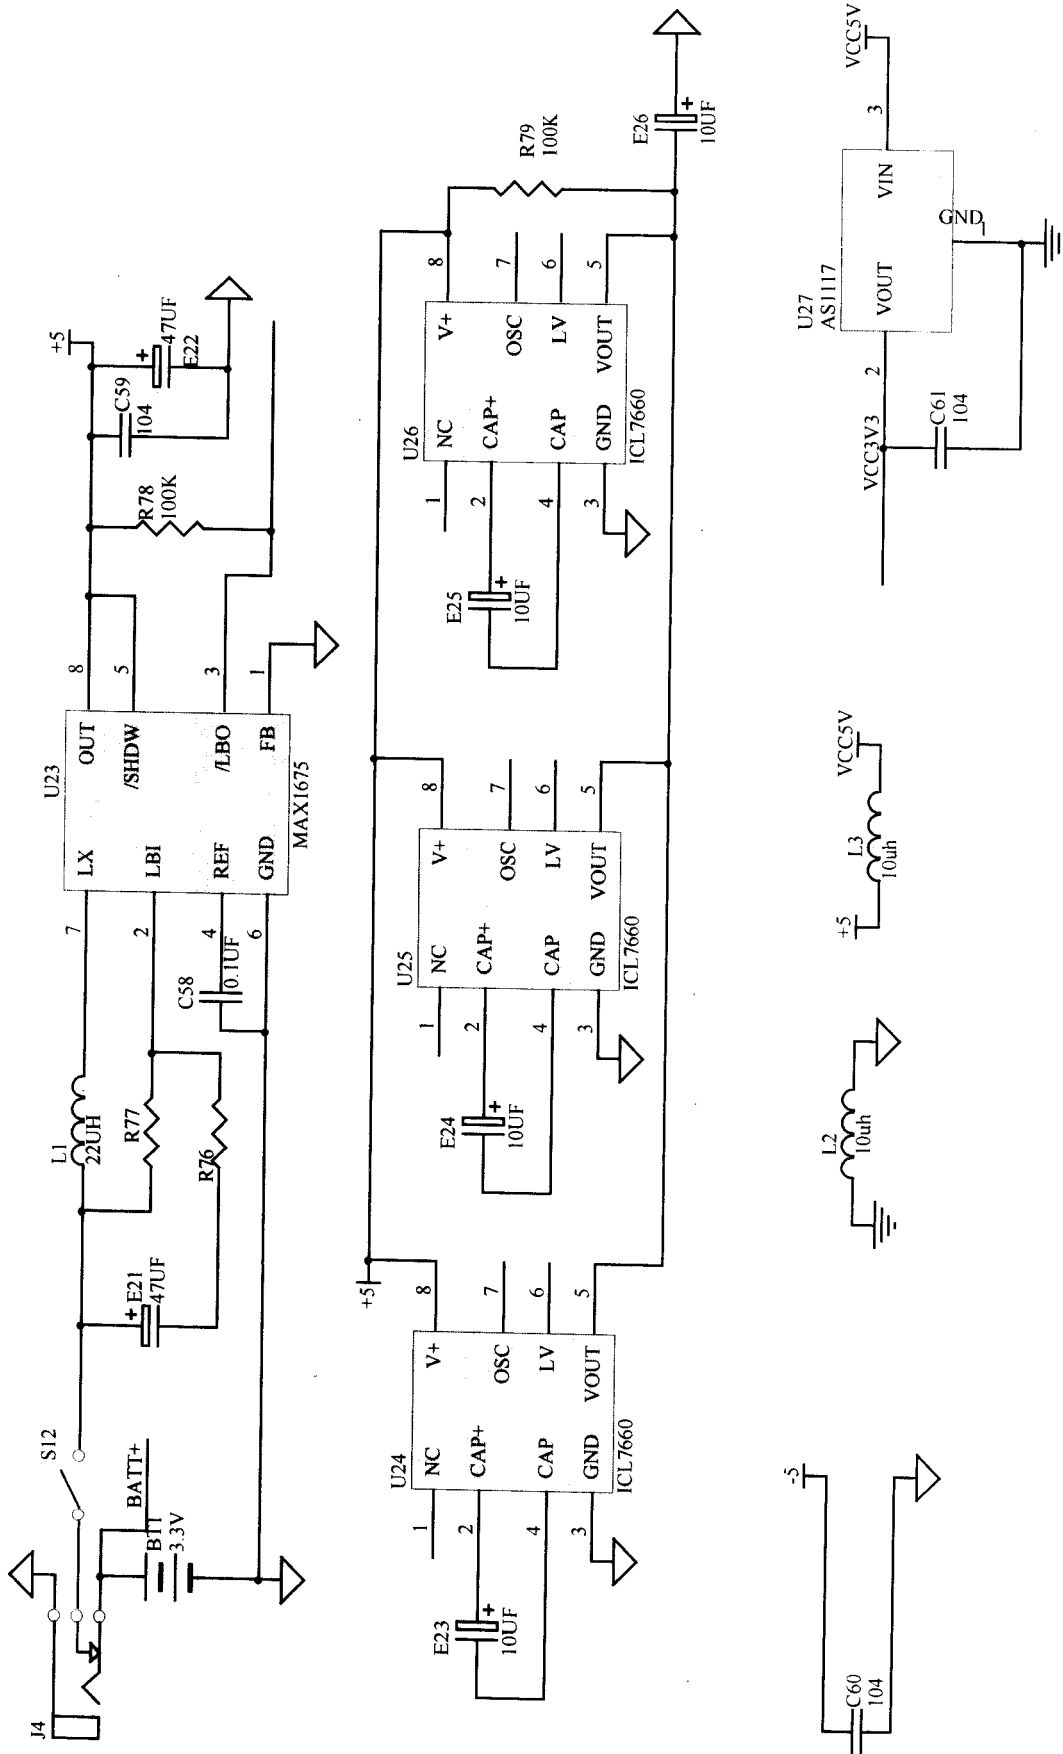 J4
S12
BATT+
BT1
3.3V
E21
+
47UF
L1
22UH
R77
R76
C58
0.1UF
7
2
4
6
U23
LX
LBI
REF
GND
OUT
/SHDW
/LBO
FB
MAX1675
8
5
3
1
R78
100K
C59
104
+5
+
47UF
E22
E23
+
10UF
1
2
4
3
U24
NC
CAP+
CAP
GND
V+
OSC
LV
VOUT
ICL7660
8
7
6
5
+5
E24
+
10UF
1
2
4
3
U25
NC
CAP+
CAP
GND
V+
OSC
LV
VOUT
ICL7660
8
7
6
5
E25
+
10UF
1
2
4
3
U26
NC
CAP+
CAP
GND
V+
OSC
LV
VOUT
ICL7660
8
7
6
5
R79
100K
E26
+
10UF
C60
104
-5
L2
10uh
+5
L3
10uh
VCC5V
VCC3V3
C61
104
2
U27
AS1117
VOUT
VIN
GND
1
3
VCC5V